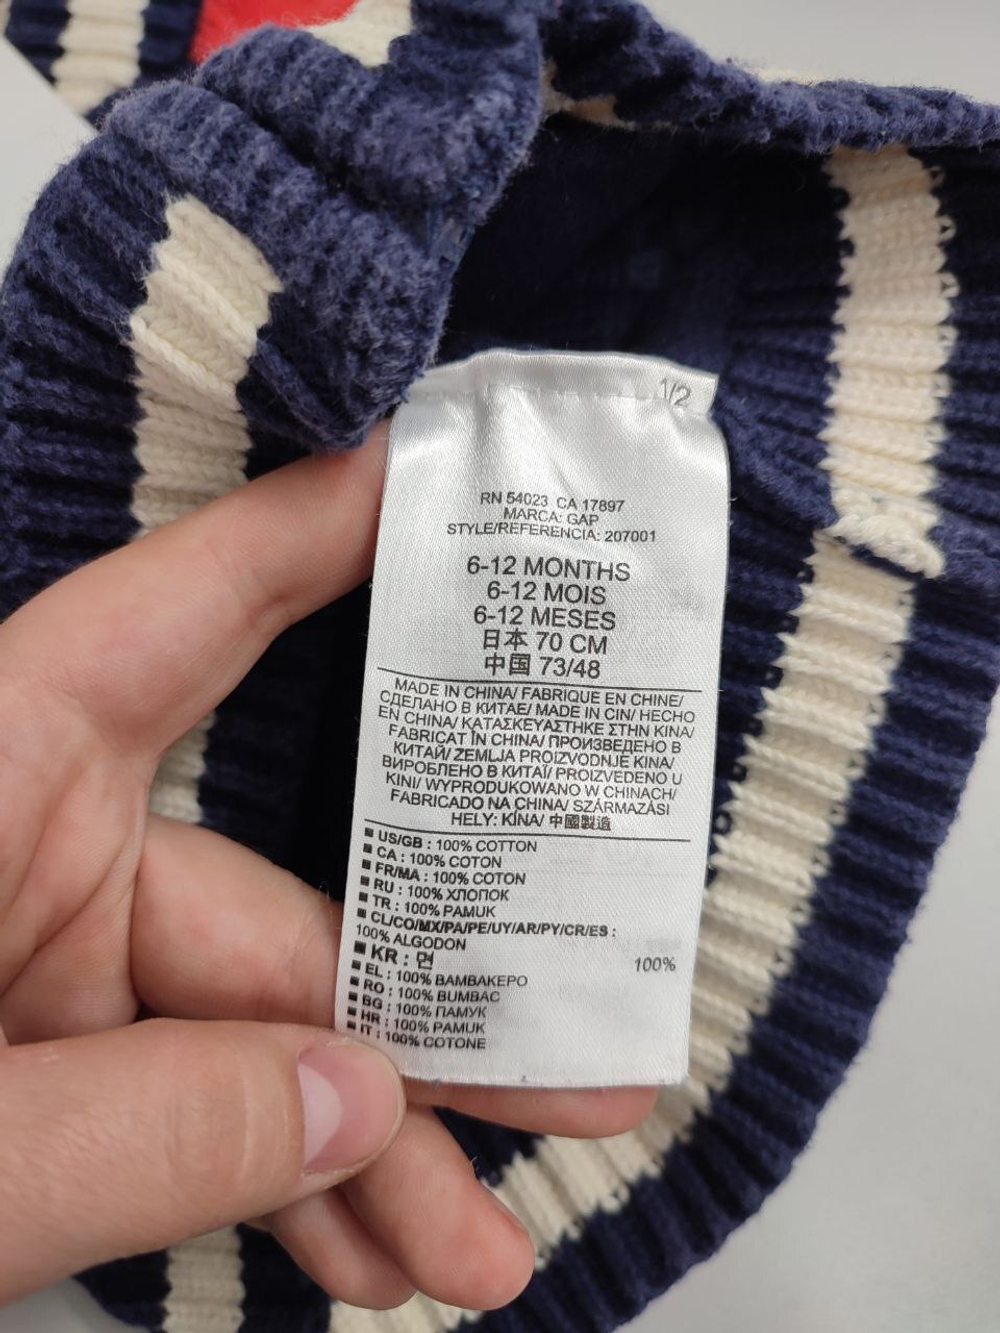 1/2
RN 54023 CA 17897
MARCA: GAP
STYLE/REFERENCIA: 207001
6-12 MONTHS
6-12 MOIS
6-12 MESES
日本 70 CM
中国 73/48
MADE IN CHINA/ FABRIQUE EN CHINE/
СДЕЛАНО В КИТАЕ/ MADE IN CIN/ HECHO
EN CHINA/ ΚΑΤΑΣΚΕΥΑΣΤΗΚΕ ΣΤΗΝ ΚΙΝΑ/
FABRICAT ÎN CHINA/ ПРОИЗВЕДЕНО В
КИТАЙ/ ZEMLJA PROIZVODNJE KINA/
ВИРОБЛЕНО В КИТАЇ/ PROIZVEDENO U
KINI/ WYPRODUKOWANO W CHINACH/
FABRICADO NA CHINA/ SZÁRMAZÁSI
HELY: KÍNA/ 中國製造
■ US/GB : 100% COTTON
■ CA : 100% COTON
■ FR/MA : 100% COTON
■ RU : 100% ХЛОПОК
■ TR : 100% PAMUK
■ CL/CO/MX/PA/PE/UY/AR/PY/CR/ES :
100% ALGODON
■ KR : 면 100%
■ EL : 100% ΒΑΜΒΑΚΕΡΟ
■ RO : 100% BUMBAC
■ BG : 100% ПАМУК
■ HR : 100% PAMUK
■ IT : 100% COTONE